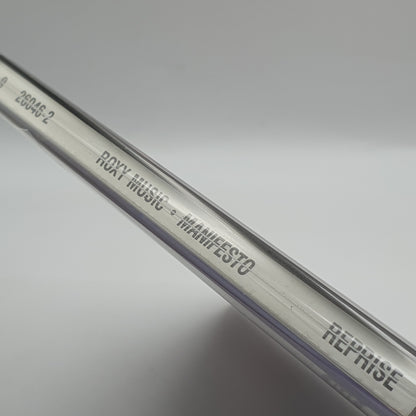 26046-2 ROXY MUSIC • MANIFESTO REPRISE